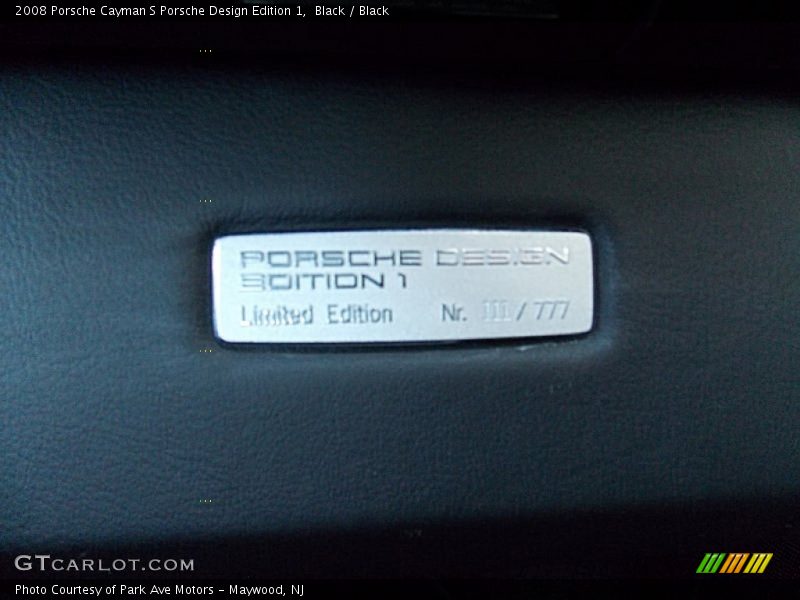 2008 Porsche Cayman S Porsche Design Edition 1,  Black / Black
PORSCHE DESIGN
EDITION 1
Limited Edition Nr. 111 / 777
GTCARLOT.COM
Photo Courtesy of Park Ave Motors – Maywood, NJ